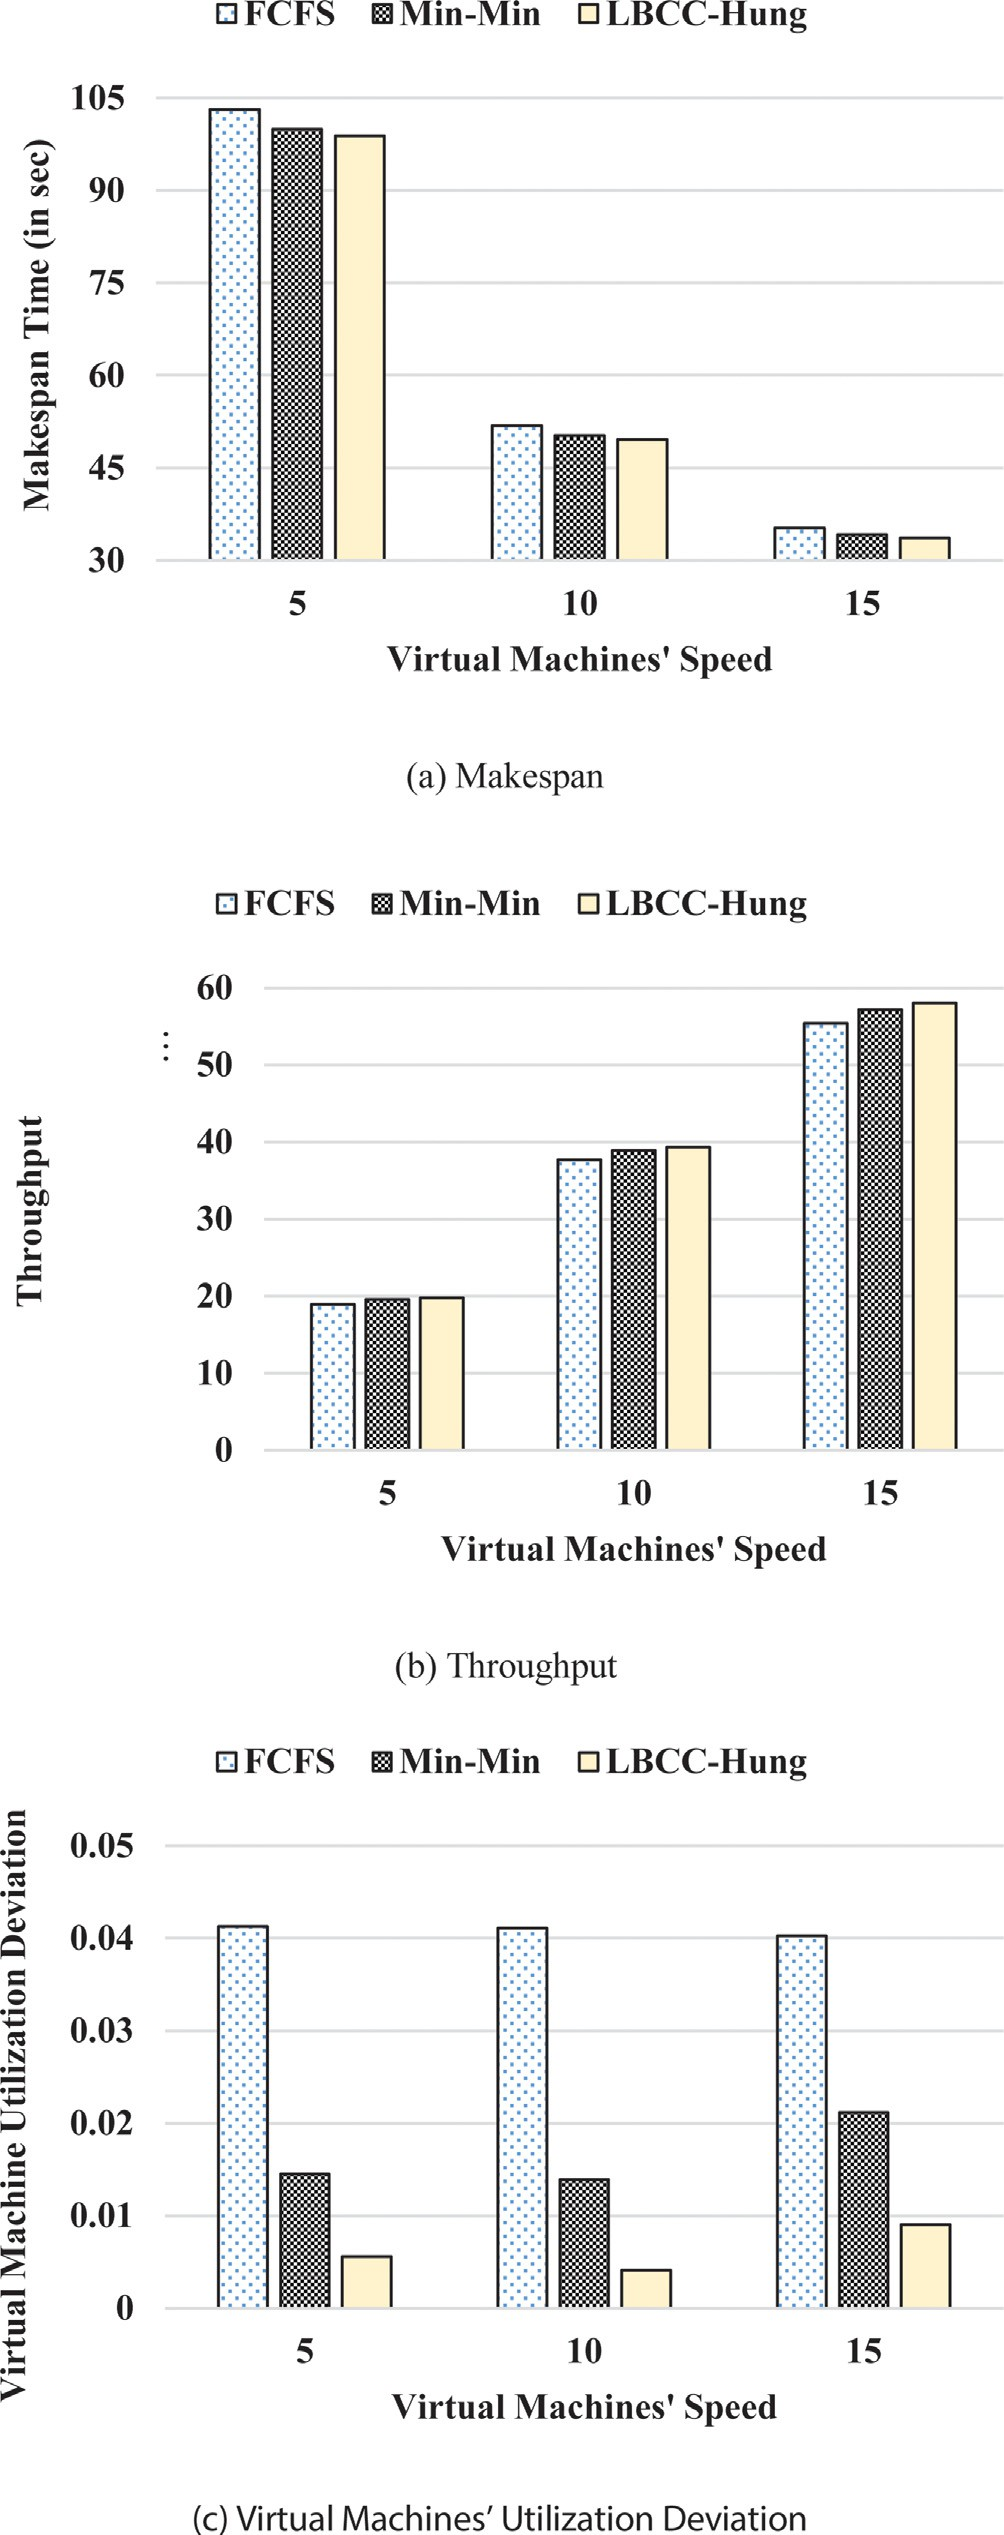 FCFS Min-Min LBCC-Hung
105
90
75
60
45
30
Makespan Time (in sec)
5 10 15
Virtual Machines' Speed
(a) Makespan
FCFS Min-Min LBCC-Hung
...
60
50
40
30
20
10
0
Throughput
5 10 15
Virtual Machines' Speed
(b) Throughput
FCFS Min-Min LBCC-Hung
0.05
0.04
0.03
0.02
0.01
0
Virtual Machine Utilization Deviation
5 10 15
Virtual Machines' Speed
(c) Virtual Machines’ Utilization Deviation